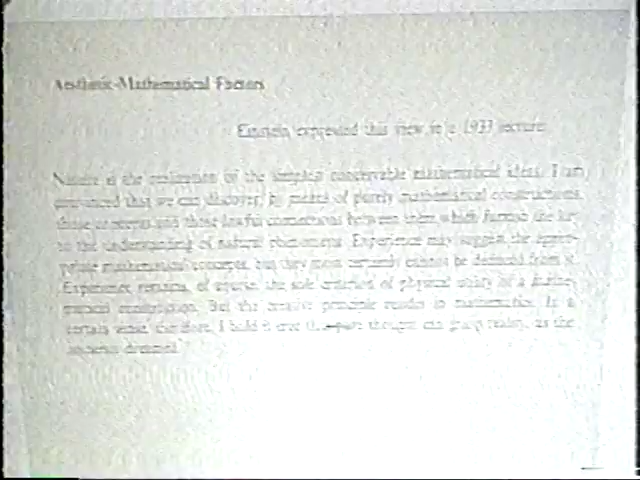 Aesthetic-Mathematical Factors
Einstein expressed this view in a 1933 lecture:
Nature is the realization of the simplest conceivable mathematical ideas. I am
convinced that we can discover, by means of purely mathematical constructions,
those concepts and those lawful connections between them which furnish the key
to the understanding of natural phenomena. Experience may suggest the appro-
priate mathematical concepts, but they most certainly cannot be deduced from it.
Experience remains, of course, the sole criterion of physical utility of a mathe-
matical construction. But the creative principle resides in mathematics. In a
certain sense, therefore, I hold it true that pure thought can grasp reality, as the
ancients dreamed.